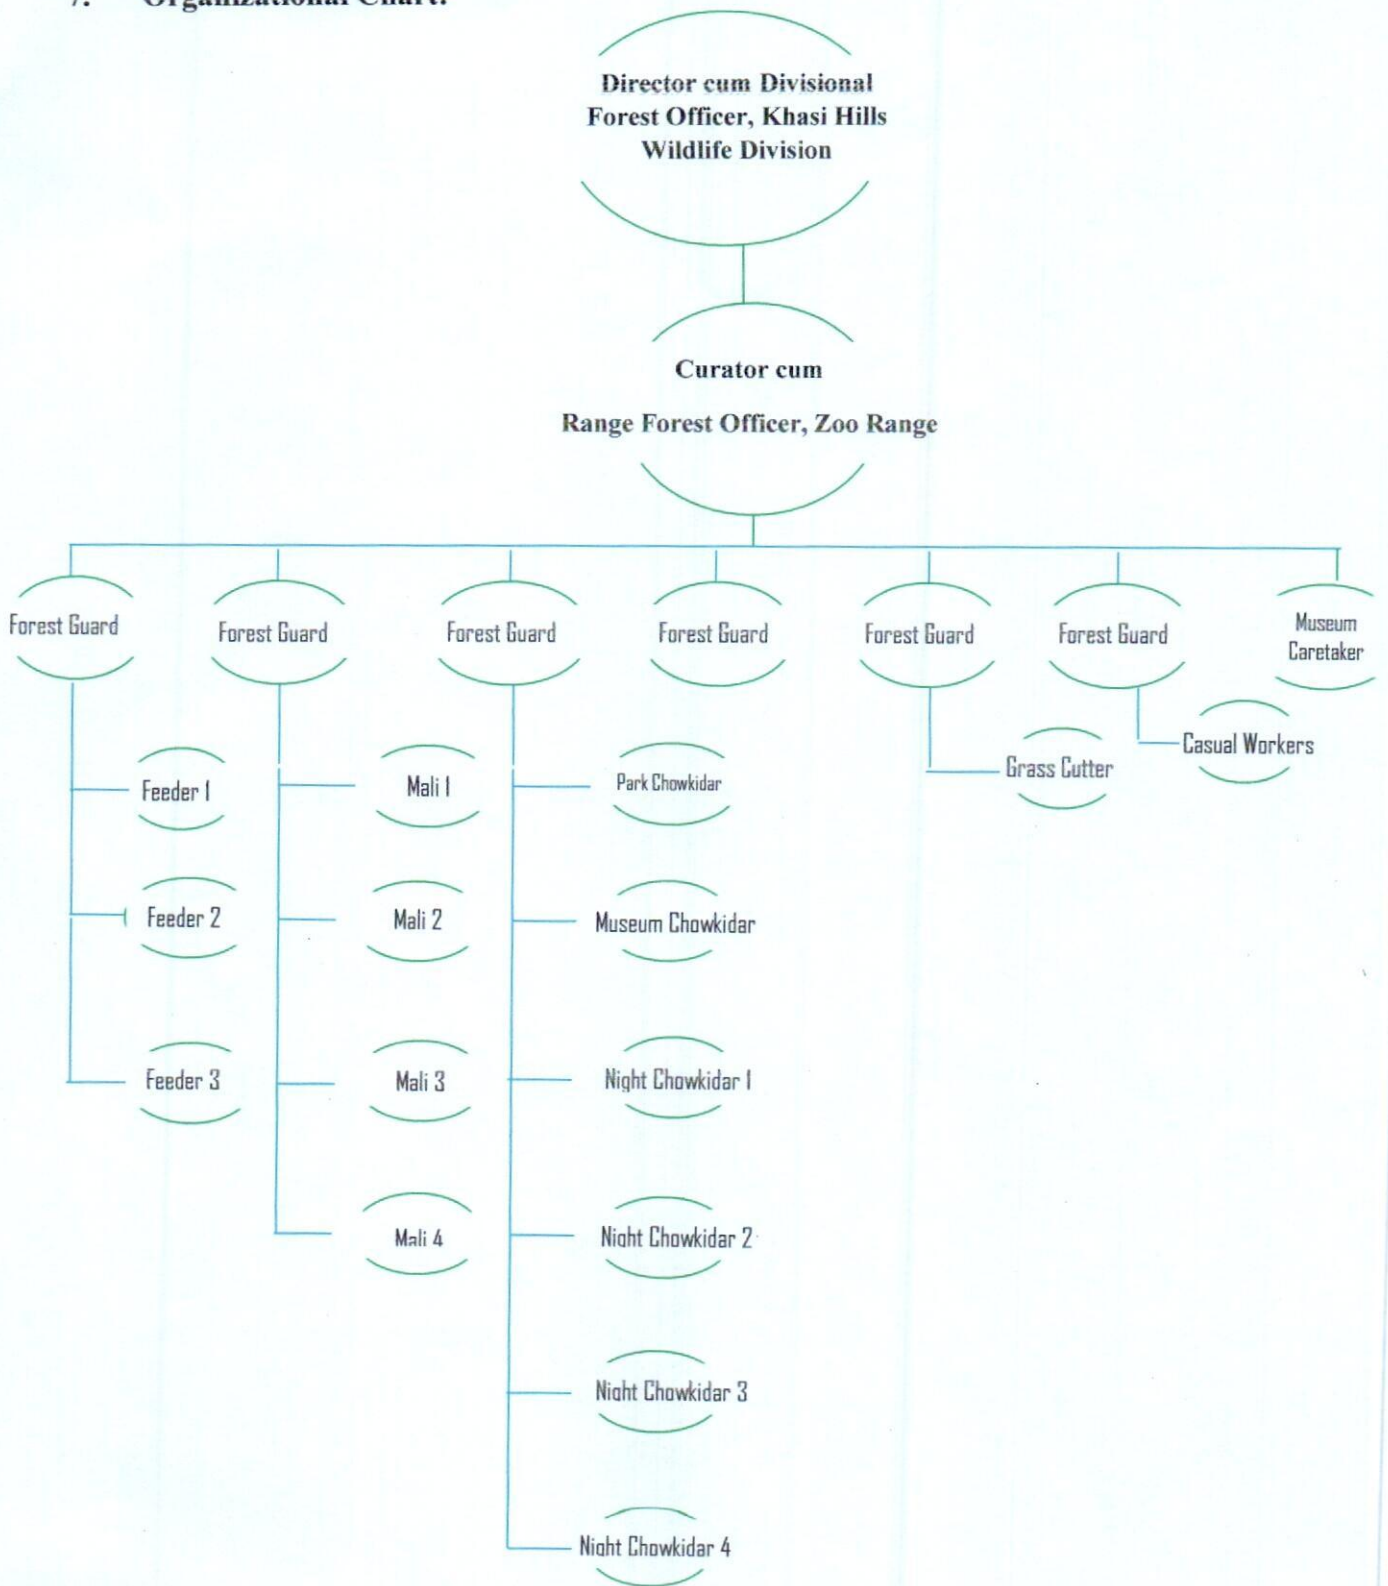 7. Organizational Chart:
Director cum Divisional
Forest Officer, Khasi Hills
Wildlife Division
Curator cum
Range Forest Officer, Zoo Range
Forest Guard
Forest Guard
Forest Guard
Forest Guard
Forest Guard
Forest Guard
Museum
Caretaker
Feeder 1
Feeder 2
Feeder 3
Mali 1
Mali 2
Mali 3
Mali 4
Park Chowkidar
Museum Chowkidar
Night Chowkidar 1
Night Chowkidar 2
Night Chowkidar 3
Night Chowkidar 4
Grass Cutter
Casual Workers